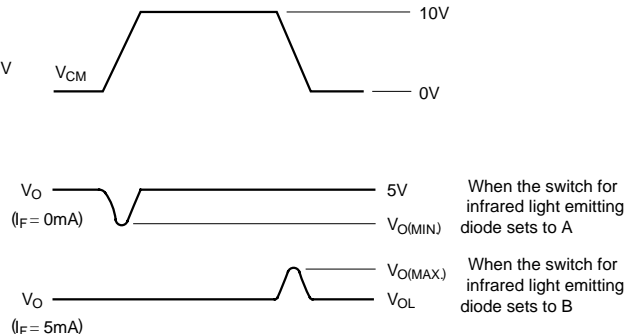 10V
V
VCM
0V
VO
5V
When the switch for
infrared light emitting
diode sets to A
(IF = 0mA)
VO(MIN.)
VO(MAX.)
When the switch for
infrared light emitting
diode sets to B
VO
VOL
(IF = 5mA)